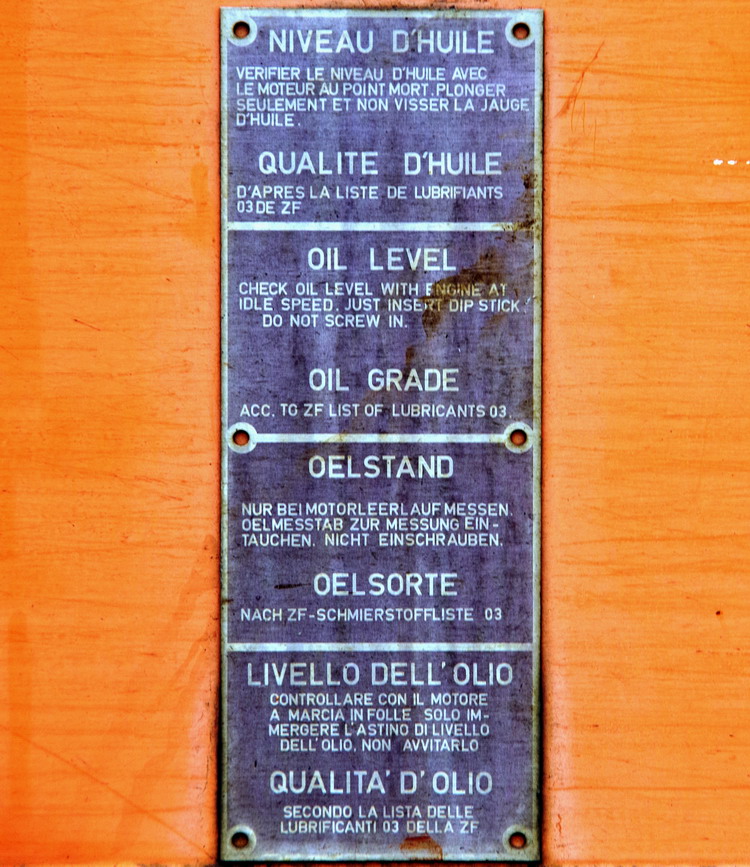 NIVEAU D'HUILE
VERIFIER LE NIVEAU D'HUILE AVEC
LE MOTEUR AU POINT MORT. PLONGER
SEULEMENT ET NON VISSER LA JAUGE
D'HUILE.
QUALITE D'HUILE
D'APRES LA LISTE DE LUBRIFIANTS
03 DE ZF
OIL LEVEL
CHECK OIL LEVEL WITH ENGINE AT
IDLE SPEED. JUST INSERT DIP STICK.
DO NOT SCREW IN.
OIL GRADE
ACC. TO ZF LIST OF LUBRICANTS 03.
OELSTAND
NUR BEI MOTORLEERLAUF MESSEN.
OELMESSTAB ZUR MESSUNG EIN-
TAUCHEN. NICHT EINSCHRAUBEN.
OELSORTE
NACH ZF-SCHMIERSTOFFLISTE 03
LIVELLO DELL'OLIO
CONTROLLARE CON IL MOTORE
A MARCIA IN FOLLE SOLO IM-
MERGERE L'ASTINO DI LIVELLO
DELL'OLIO. NON AVVITARLO
QUALITA' D'OLIO
SECONDO LA LISTA DELLE
LUBRIFICANTI 03 DELLA ZF